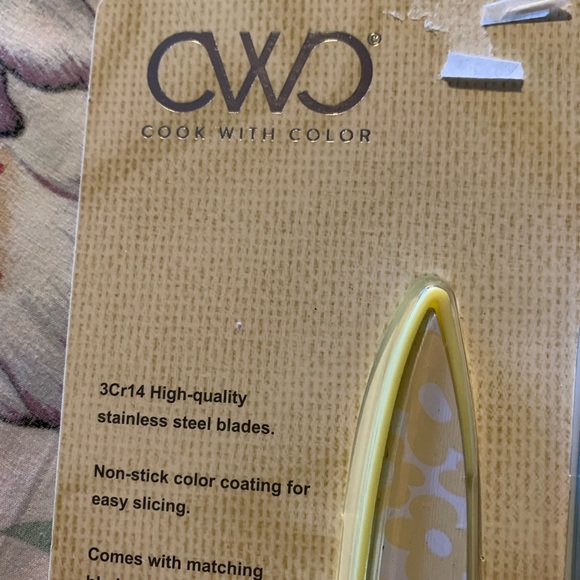 CWC
COOK WITH COLOR
3Cr14 High-quality
stainless steel blades.
Non-stick color coating for
easy slicing.
Comes with matching